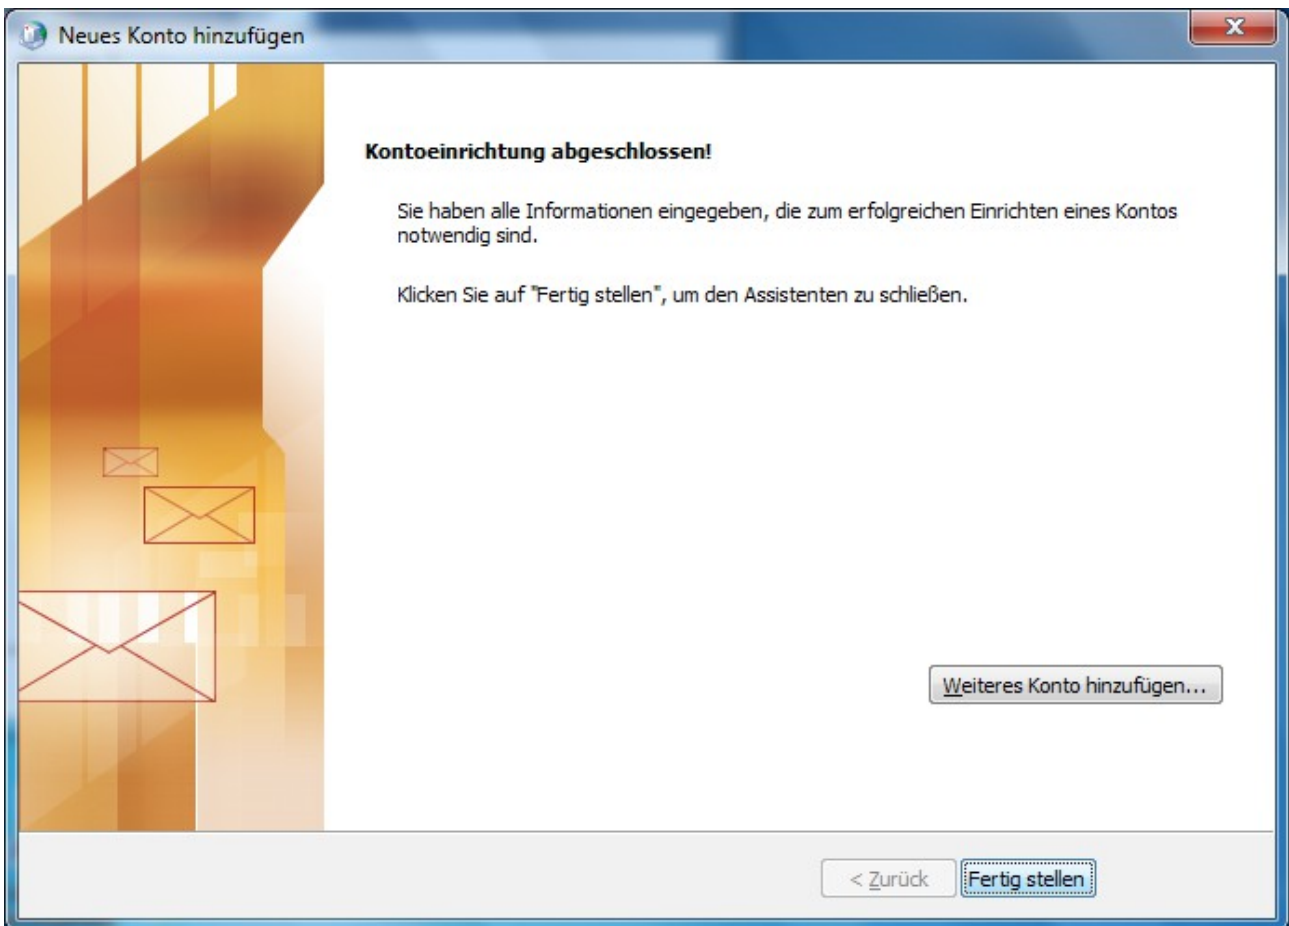 Neues Konto hinzufügen
Kontoeinrichtung abgeschlossen!
Sie haben alle Informationen eingegeben, die zum erfolgreichen Einrichten eines Kontos
notwendig sind.
Klicken Sie auf "Fertig stellen", um den Assistenten zu schließen.
Weiteres Konto hinzufügen...
< Zurück Fertig stellen